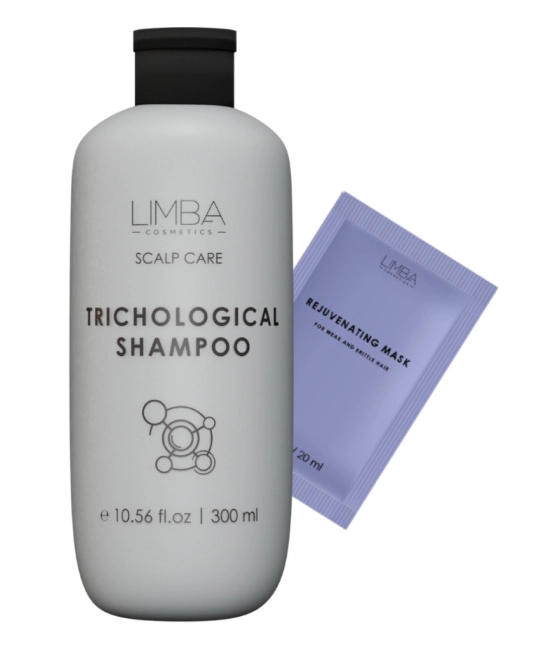 LIMBA
COSMETICS
SCALP CARE
TRICHOLOGICAL
SHAMPOO
℮ 10.56 fl.oz | 300 ml
LIMBA
COSMETICS
REJUVENATING MASK
FOR WEAK AND BRITTLE HAIR
/ 20 ml